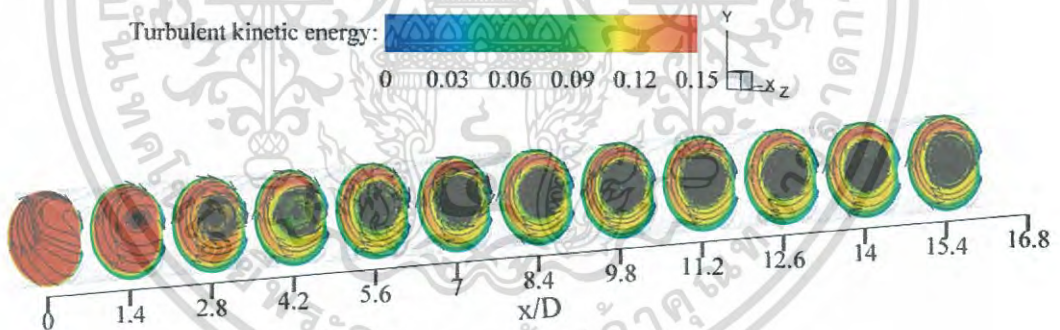 Turbulent kinetic energy:
0 0.03 0.06 0.09 0.12 0.15
Y
X Z
0 1.4 2.8 4.2 5.6 7 8.4 9.8 11.2 12.6 14 15.4 16.8
x/D